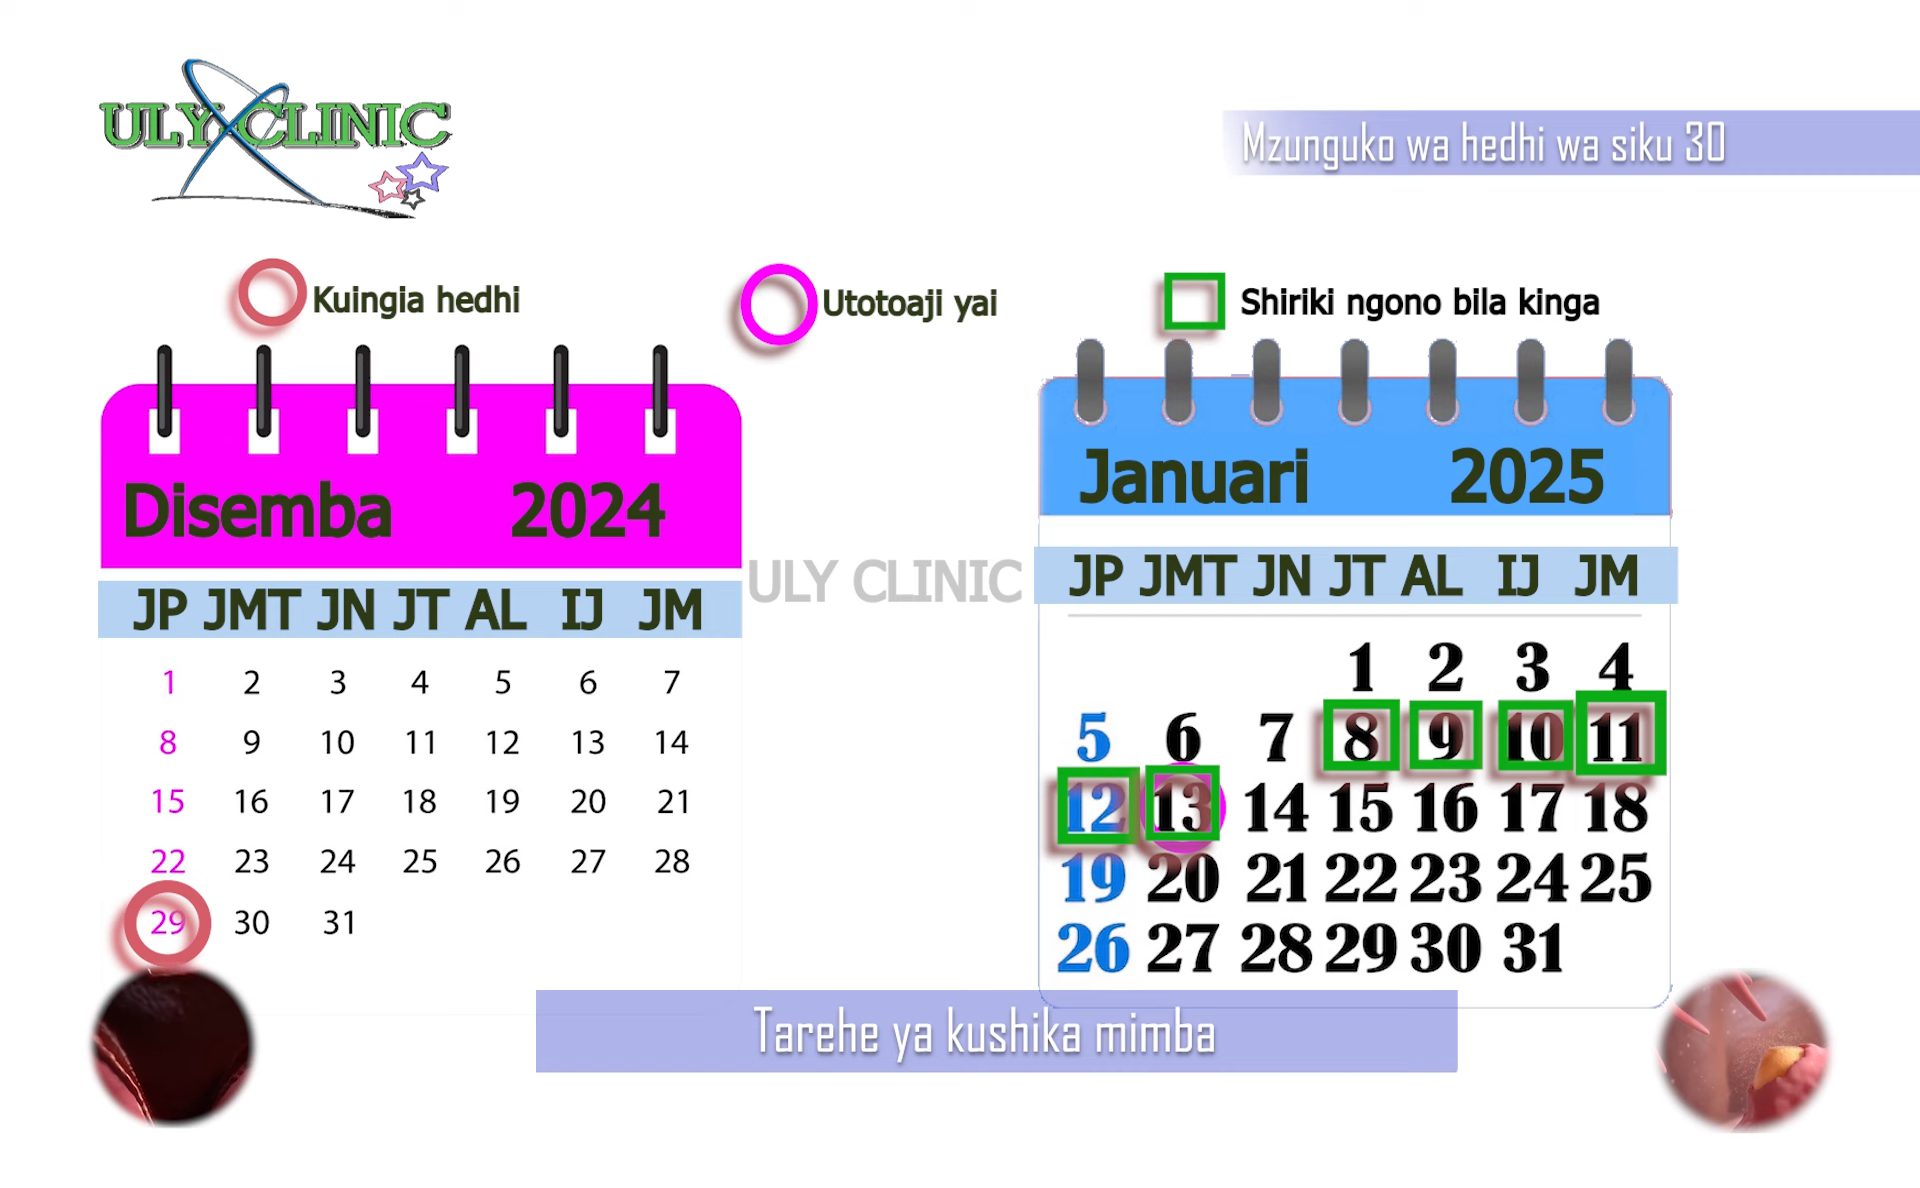 ULY CLINIC
Mzunguko wa hedhi wa siku 30
Kuingia hedhi
Utotoaji yai
Shiriki ngono bila kinga
Disemba 2024
JP JMT JN JT AL IJ JM
1 2 3 4 5 6 7
8 9 10 11 12 13 14
15 16 17 18 19 20 21
22 23 24 25 26 27 28
29 30 31
ULY CLINIC
Januari 2025
JP JMT JN JT AL IJ JM
1 2 3 4
5 6 7 8 9 10 11
12 13 14 15 16 17 18
19 20 21 22 23 24 25
26 27 28 29 30 31
Tarehe ya kushika mimba